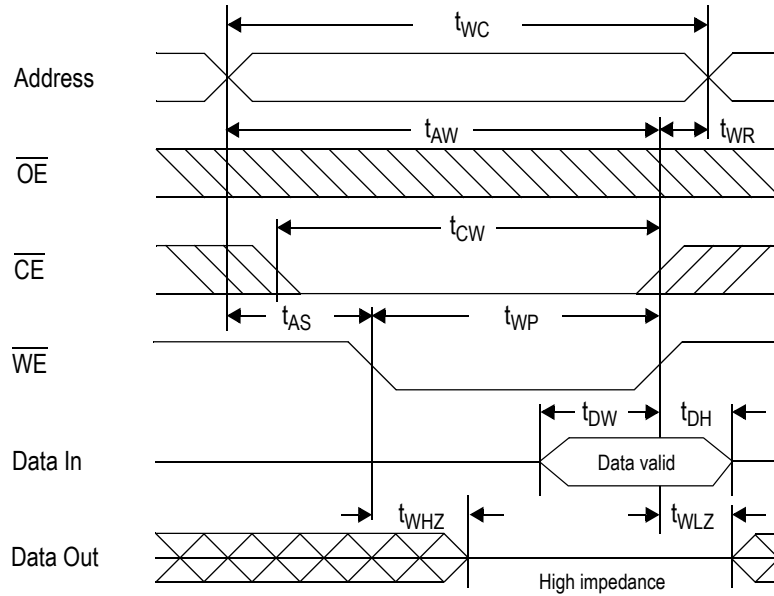 tWC
Address
tAW
tWR
OE
tCW
CE
tAS
tWP
WE
tDW
tDH
Data In
Data valid
tWHZ
tWLZ
Data Out
High impedance